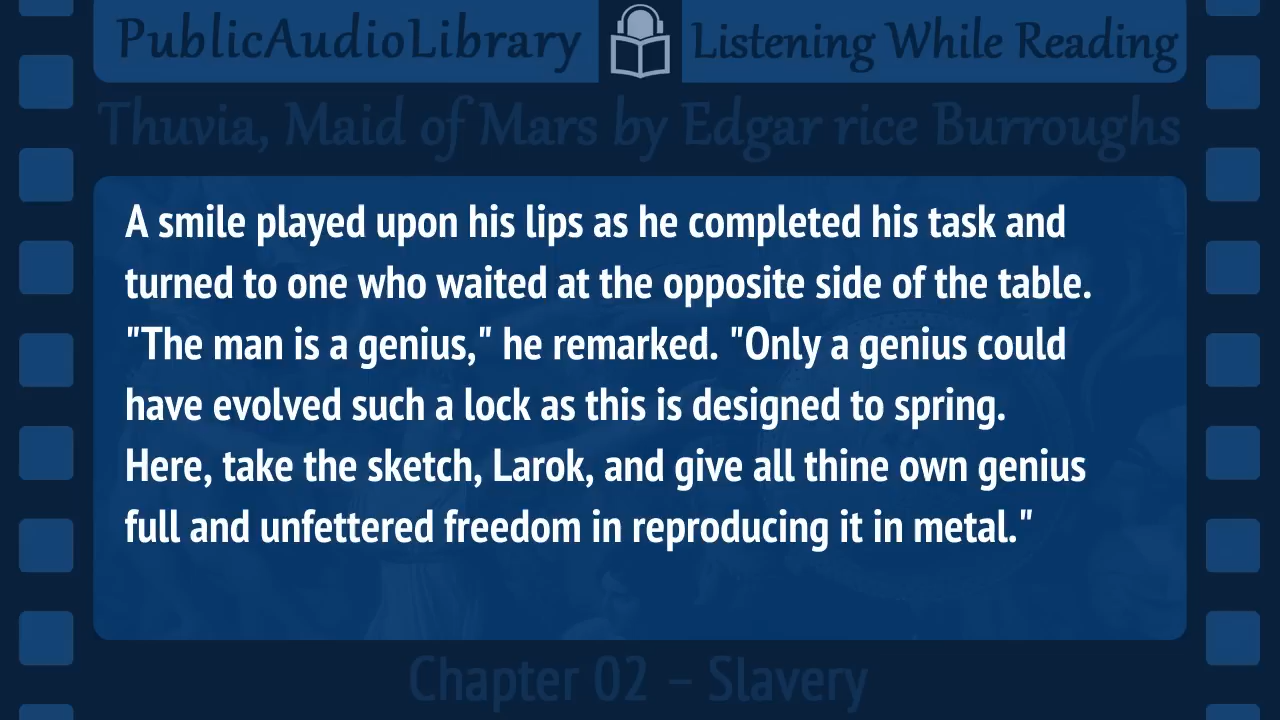 PublicAudioLibrary Listening While Reading
Thuvia, Maid of Mars by Edgar rice Burroughs
A smile played upon his lips as he completed his task and
turned to one who waited at the opposite side of the table.
"The man is a genius," he remarked. "Only a genius could
have evolved such a lock as this is designed to spring.
Here, take the sketch, Larok, and give all thine own genius
full and unfettered freedom in reproducing it in metal."
Chapter 02 – Slavery